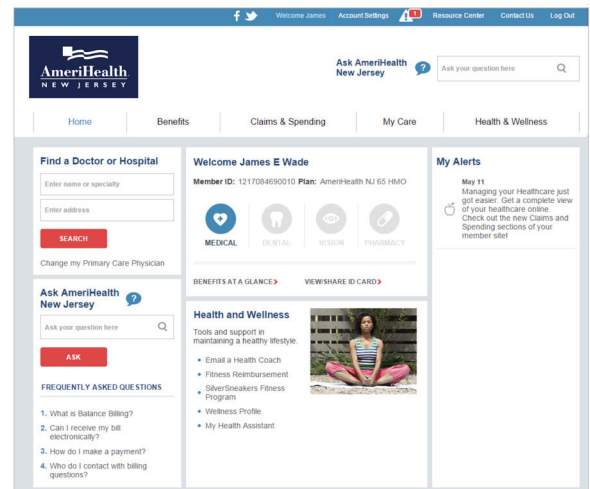 Welcome James Account Settings 1 Resource Center Contact Us Log Out
AmeriHealth
NEW JERSEY
Ask AmeriHealth
New Jersey
?
Ask your question here
Home Benefits Claims & Spending My Care Health & Wellness
Find a Doctor or Hospital
Enter name or specialty
Enter address
SEARCH
Change my Primary Care Physician
Ask AmeriHealth
New Jersey
?
Ask your question here
ASK
FREQUENTLY ASKED QUESTIONS
1. What is Balance Billing?
2. Can I receive my bill
electronically?
3. How do I make a payment?
4. Who do I contact with billing
questions?
Welcome James E Wade
Member ID: 1217084690010 Plan: AmeriHealth NJ 65 HMO
MEDICAL DENTAL VISION PHARMACY
BENEFITS AT A GLANCE> VIEW/SHARE ID CARD>
Health and Wellness
Tools and support in
maintaining a healthy lifestyle.
• Email a Health Coach
• Fitness Reimbursement
• SilverSneakers Fitness
Program
• Wellness Profile
• My Health Assistant
My Alerts
May 11
Managing your Healthcare just
got easier. Get a complete view
of your healthcare online.
Check out the new Claims and
Spending sections of your
member site!